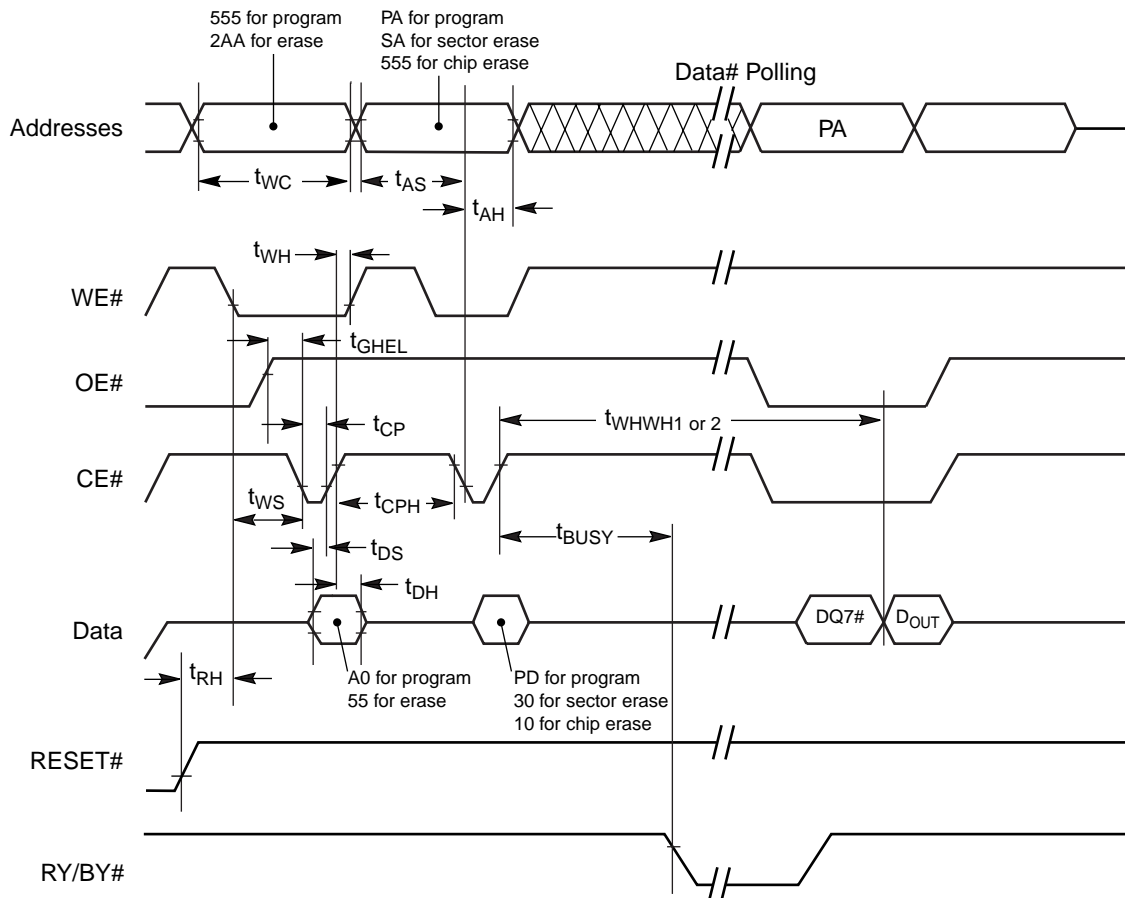 555 for program
2AA for erase
PA for program
SA for sector erase
555 for chip erase
Data# Polling
Addresses
PA
tWC
tAS
tAH
tWH
WE#
tGHEL
OE#
tWHWH1 or 2
tCP
CE#
tWS
tCPH
tBUSY
tDS
tDH
Data
DQ7#
DOUT
tRH
A0 for program
55 for erase
PD for program
30 for sector erase
10 for chip erase
RESET#
RY/BY#